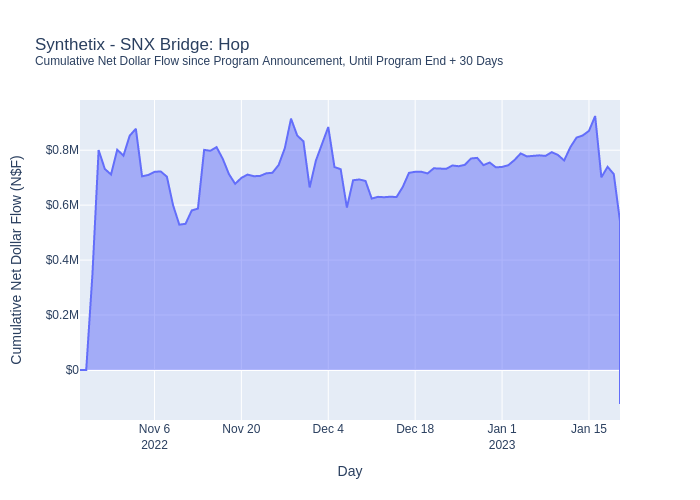 Synthetix - SNX Bridge: Hop
Cumulative Net Dollar Flow since Program Announcement, Until Program End + 30 Days
Cumulative Net Dollar Flow (N$F)
$0.8M
$0.6M
$0.4M
$0.2M
$0
Nov 6
2022
Nov 20
Dec 4
Dec 18
Jan 1
2023
Jan 15
Day